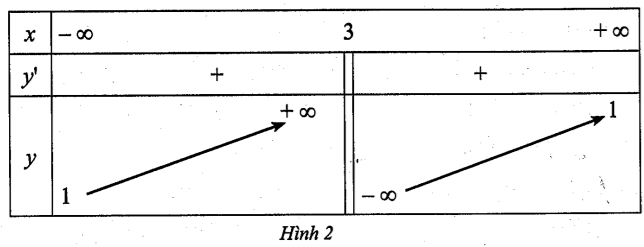 x −∞ 3 +∞
y' + +
+∞ 1
y
1 −∞
Hình 2